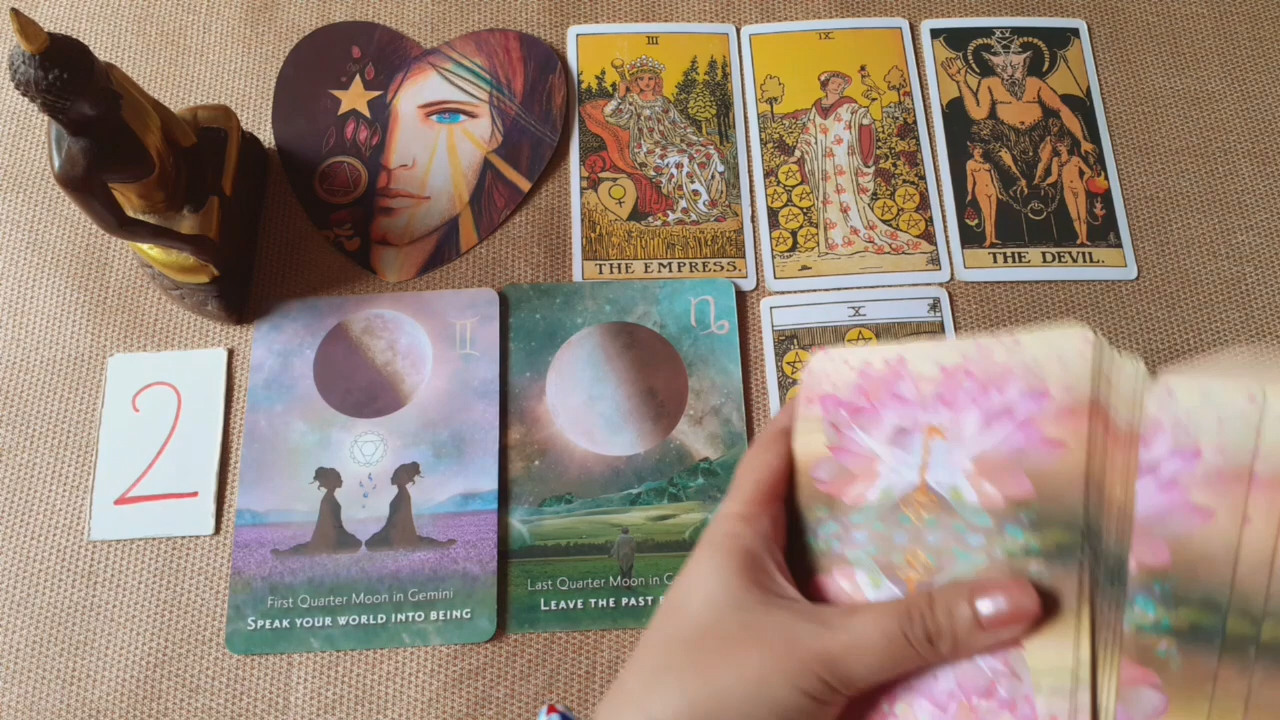 III
THE EMPRESS.
IX
XV
THE DEVIL.
X
2
First Quarter Moon in Gemini
SPEAK YOUR WORLD INTO BEING
Last Quarter Moon in
LEAVE THE PAST